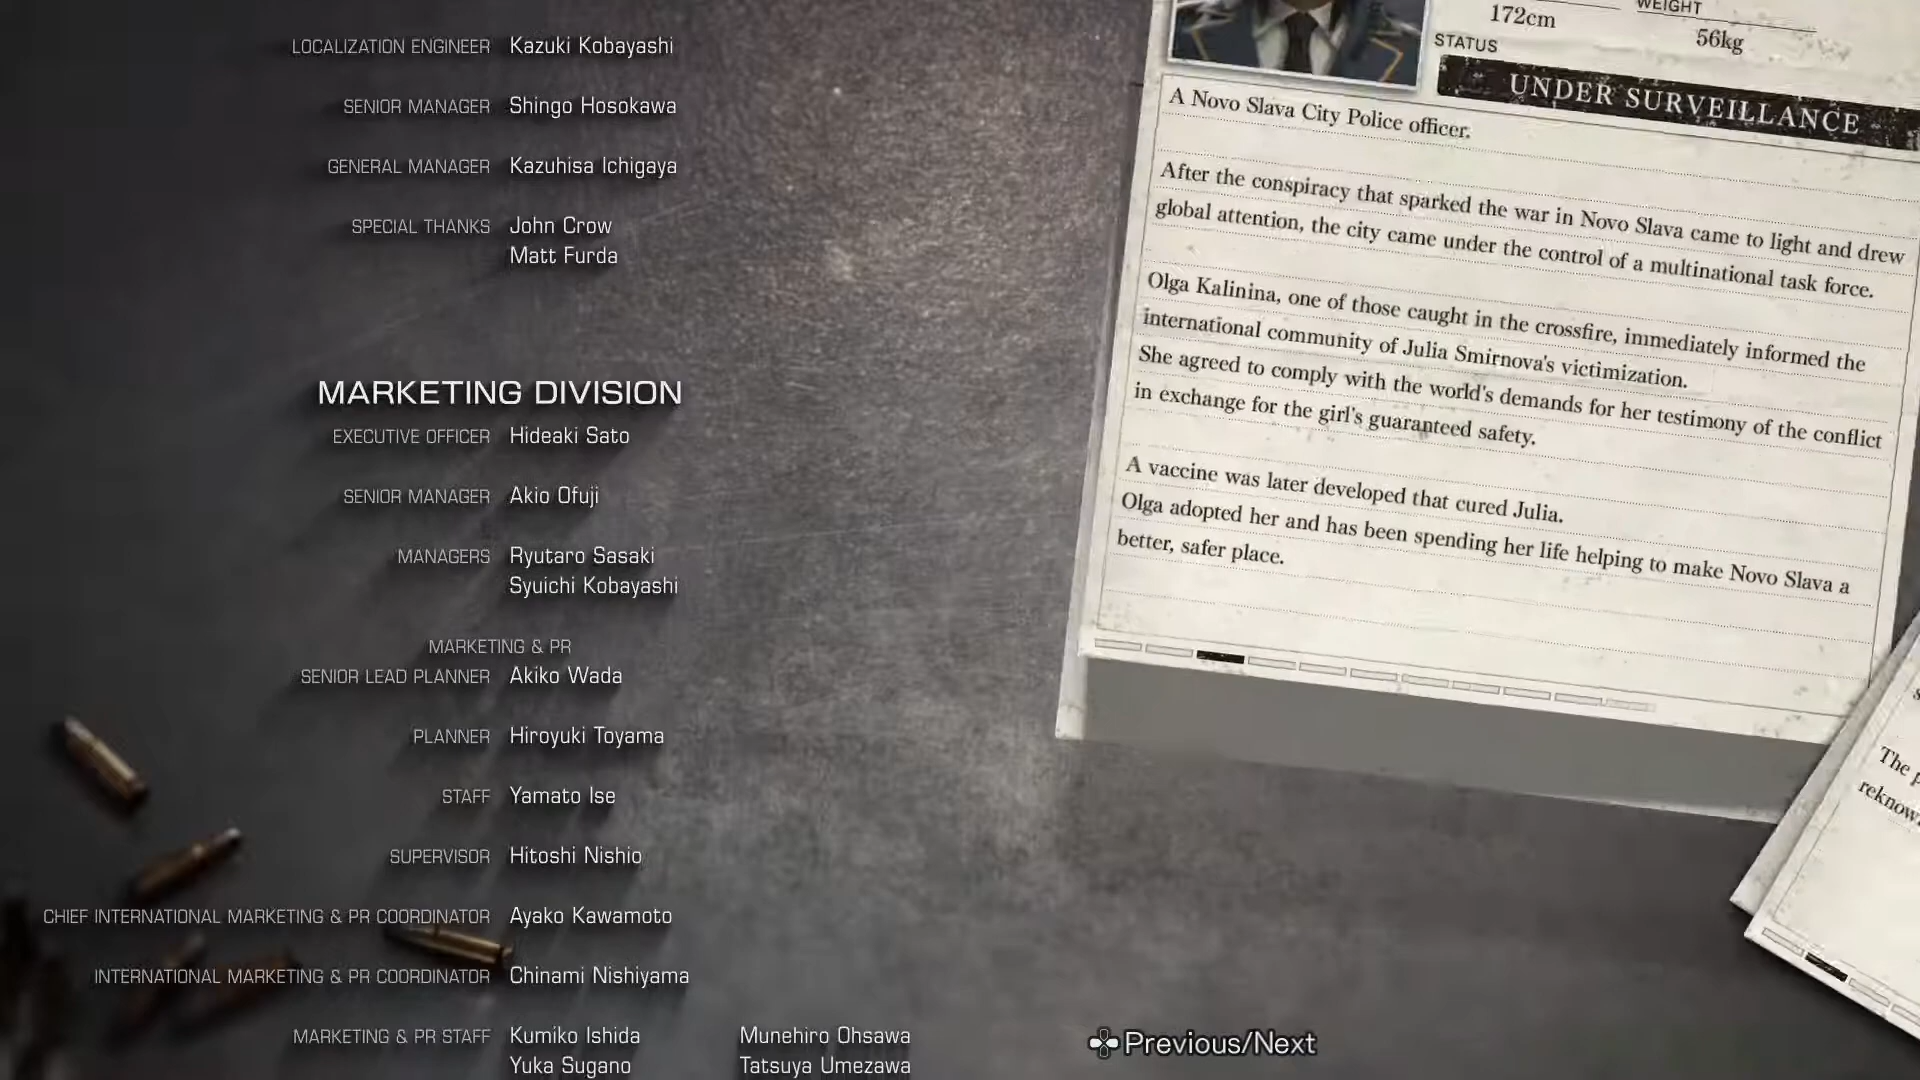 LOCALIZATION ENGINEER Kazuki Kobayashi
SENIOR MANAGER Shingo Hosokawa
GENERAL MANAGER Kazuhisa Ichigaya
SPECIAL THANKS John Crow
Matt Furda
MARKETING DIVISION
EXECUTIVE OFFICER Hideaki Sato
SENIOR MANAGER Akio Ofuji
MANAGERS Ryutaro Sasaki
Syuichi Kobayashi
MARKETING & PR
SENIOR LEAD PLANNER Akiko Wada
PLANNER Hiroyuki Toyama
STAFF Yamato Ise
SUPERVISOR Hitoshi Nishio
CHIEF INTERNATIONAL MARKETING & PR COORDINATOR Ayako Kawamoto
INTERNATIONAL MARKETING & PR COORDINATOR Chinami Nishiyama
MARKETING & PR STAFF Kumiko Ishida Munehiro Ohsawa
Yuka Sugano Tatsuya Umezawa
WEIGHT
172cm 56kg
STATUS
UNDER SURVEILLANCE
A Novo Slava City Police officer.
After the conspiracy that sparked the war in Novo Slava came to light and drew
global attention, the city came under the control of a multinational task force.
Olga Kalinina, one of those caught in the crossfire, immediately informed the
international community of Julia Smirnova's victimization.
She agreed to comply with the world's demands for her testimony of the conflict
in exchange for the girl's guaranteed safety.
A vaccine was later developed that cured Julia.
Olga adopted her and has been spending her life helping to make Novo Slava a
better, safer place.
The
Previous/Next